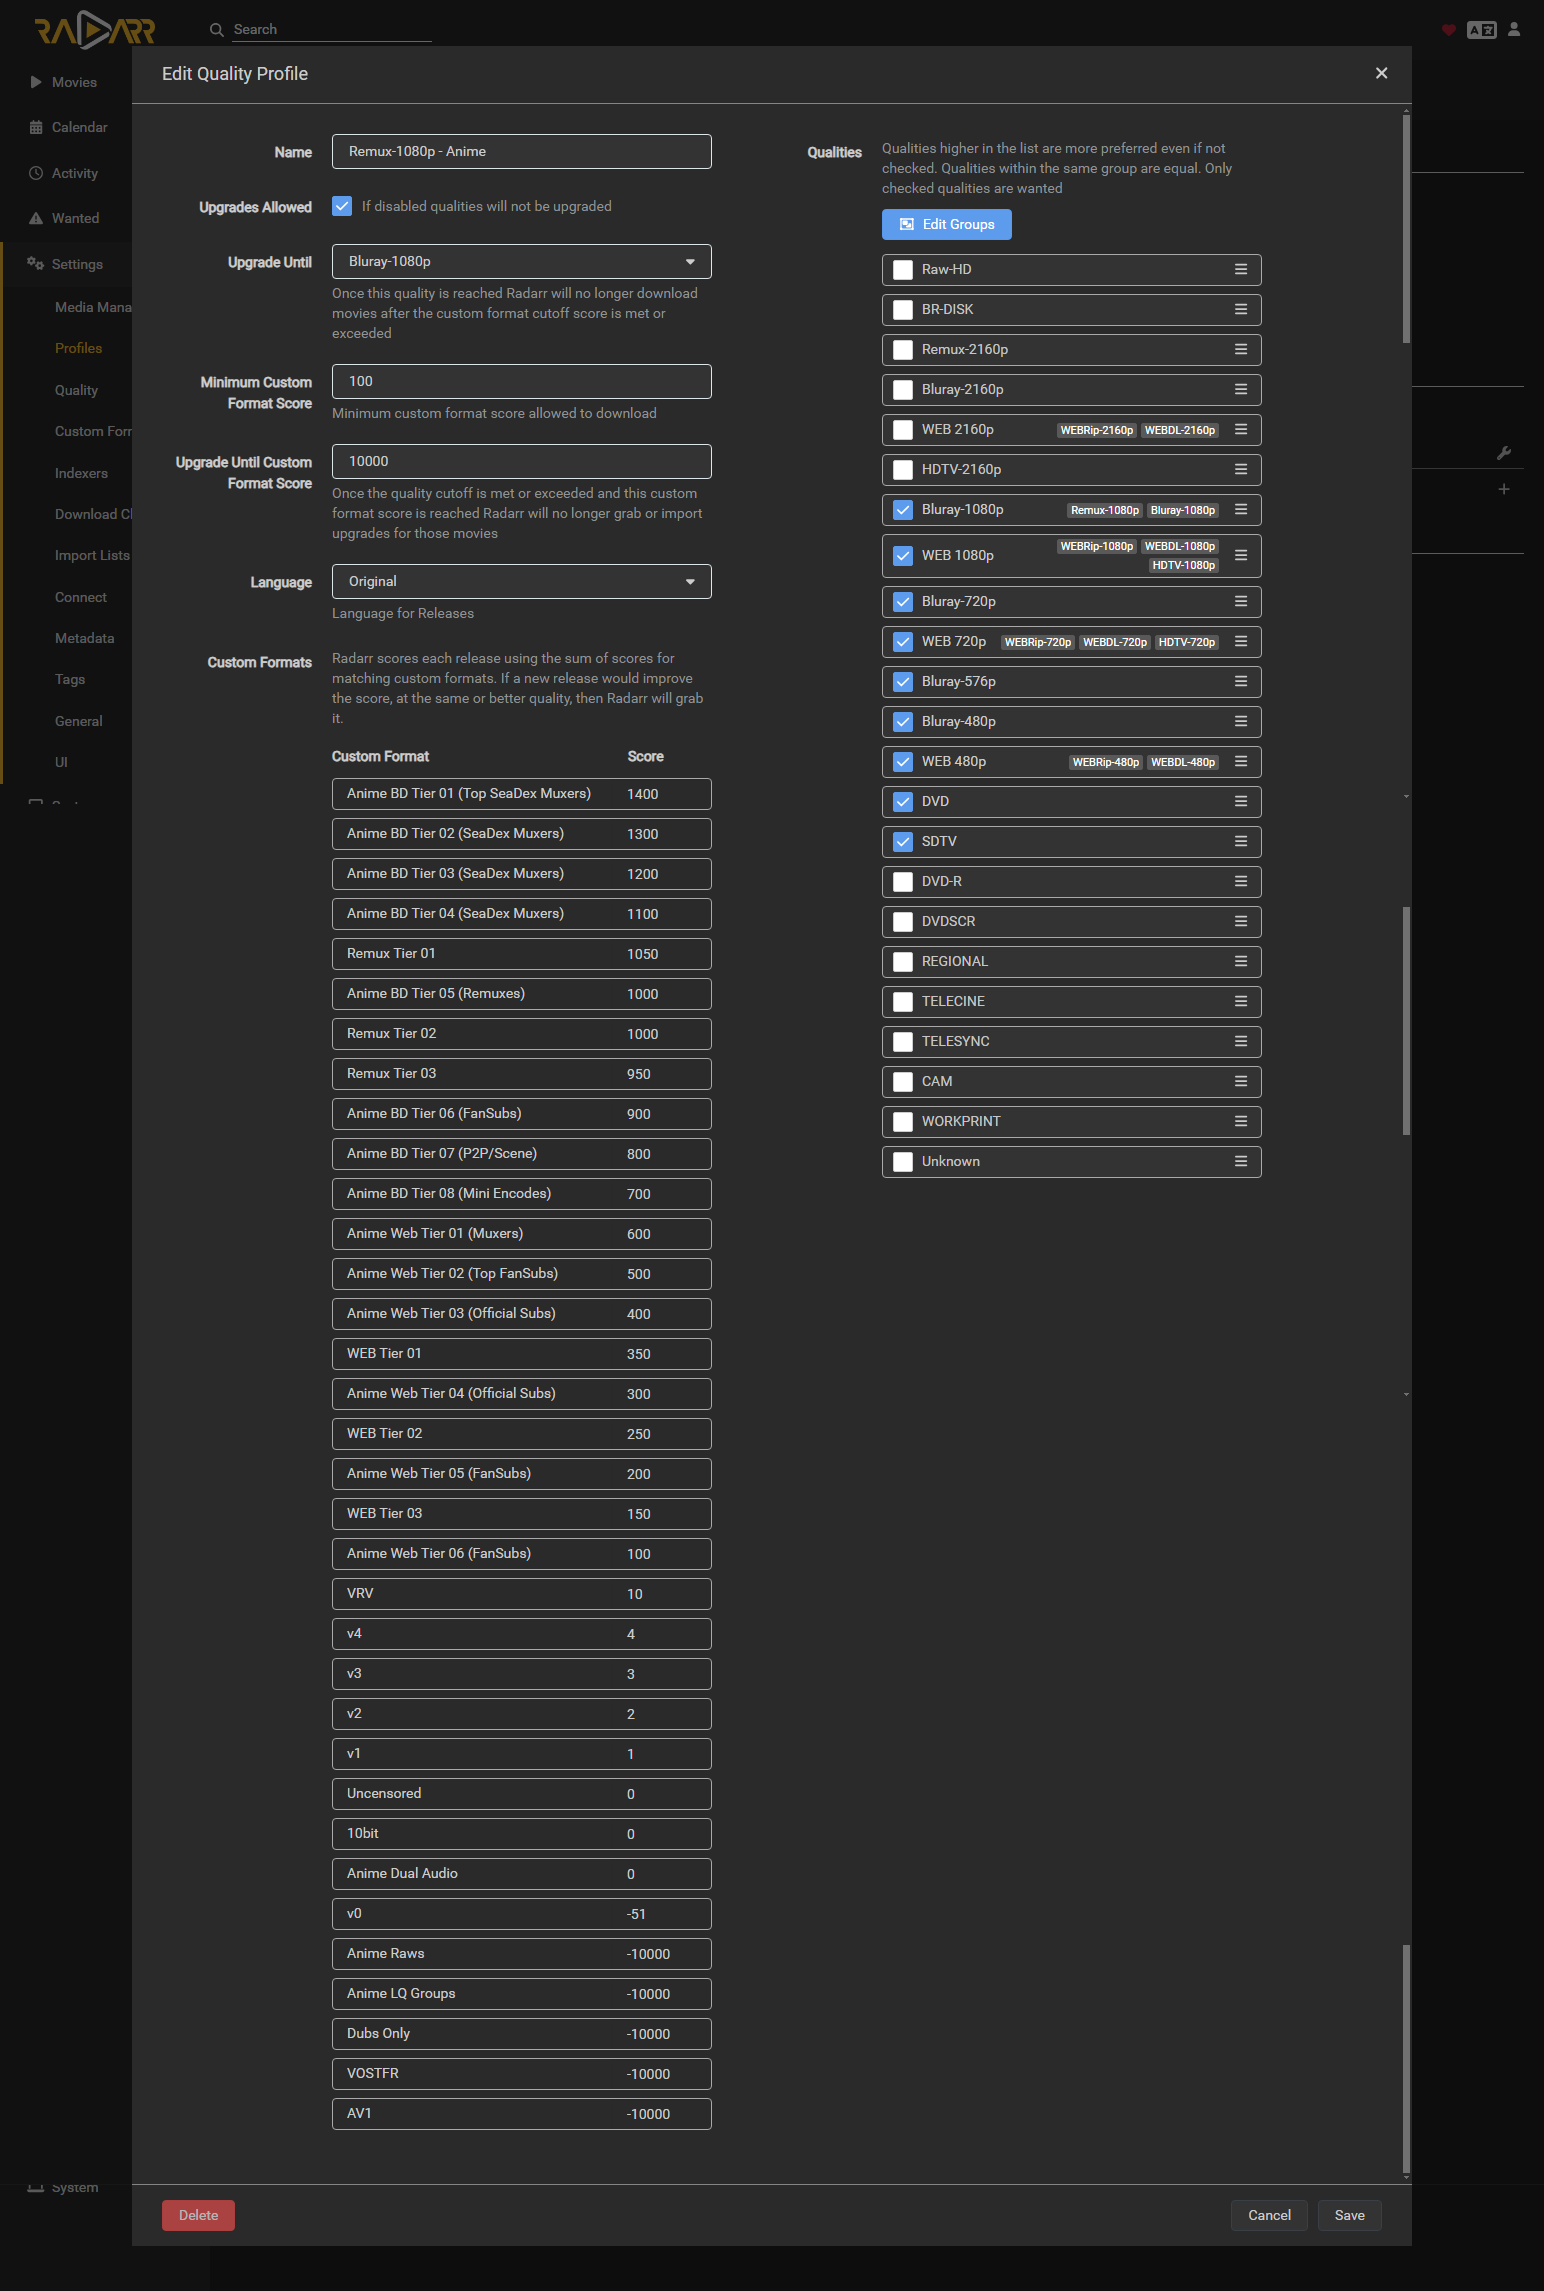 RADARR
Search
Edit Quality Profile
Movies
Calendar
Activity
Wanted
Settings
Media Mana
Profiles
Quality
Custom Forr
Indexers
Download Cl
Import Lists
Connect
Metadata
Tags
General
UI
System
Name
Remux-1080p - Anime
Upgrades Allowed
If disabled qualities will not be upgraded
Upgrade Until
Bluray-1080p
Once this quality is reached Radarr will no longer download
movies after the custom format cutoff score is met or
exceeded
Minimum Custom
Format Score
100
Minimum custom format score allowed to download
Upgrade Until Custom
Format Score
10000
Once the quality cutoff is met or exceeded and this custom
format score is reached Radarr will no longer grab or import
upgrades for those movies
Language
Original
Language for Releases
Custom Formats
Radarr scores each release using the sum of scores for
matching custom formats. If a new release would improve
the score, at the same or better quality, then Radarr will grab
it.
Custom Format Score
Anime BD Tier 01 (Top SeaDex Muxers) 1400
Anime BD Tier 02 (SeaDex Muxers) 1300
Anime BD Tier 03 (SeaDex Muxers) 1200
Anime BD Tier 04 (SeaDex Muxers) 1100
Remux Tier 01 1050
Anime BD Tier 05 (Remuxes) 1000
Remux Tier 02 1000
Remux Tier 03 950
Anime BD Tier 06 (FanSubs) 900
Anime BD Tier 07 (P2P/Scene) 800
Anime BD Tier 08 (Mini Encodes) 700
Anime Web Tier 01 (Muxers) 600
Anime Web Tier 02 (Top FanSubs) 500
Anime Web Tier 03 (Official Subs) 400
WEB Tier 01 350
Anime Web Tier 04 (Official Subs) 300
WEB Tier 02 250
Anime Web Tier 05 (FanSubs) 200
WEB Tier 03 150
Anime Web Tier 06 (FanSubs) 100
VRV 10
v4 4
v3 3
v2 2
v1 1
Uncensored 0
10bit 0
Anime Dual Audio 0
v0 -51
Anime Raws -10000
Anime LQ Groups -10000
Dubs Only -10000
VOSTFR -10000
AV1 -10000
Qualities
Qualities higher in the list are more preferred even if not
checked. Qualities within the same group are equal. Only
checked qualities are wanted
Edit Groups
Raw-HD
BR-DISK
Remux-2160p
Bluray-2160p
WEB 2160p WEBRip-2160p WEBDL-2160p
HDTV-2160p
Bluray-1080p Remux-1080p Bluray-1080p
WEB 1080p WEBRip-1080p WEBDL-1080p
HDTV-1080p
Bluray-720p
WEB 720p WEBRip-720p WEBDL-720p HDTV-720p
Bluray-576p
Bluray-480p
WEB 480p WEBRip-480p WEBDL-480p
DVD
SDTV
DVD-R
DVDSCR
REGIONAL
TELECINE
TELESYNC
CAM
WORKPRINT
Unknown
Delete
Cancel
Save